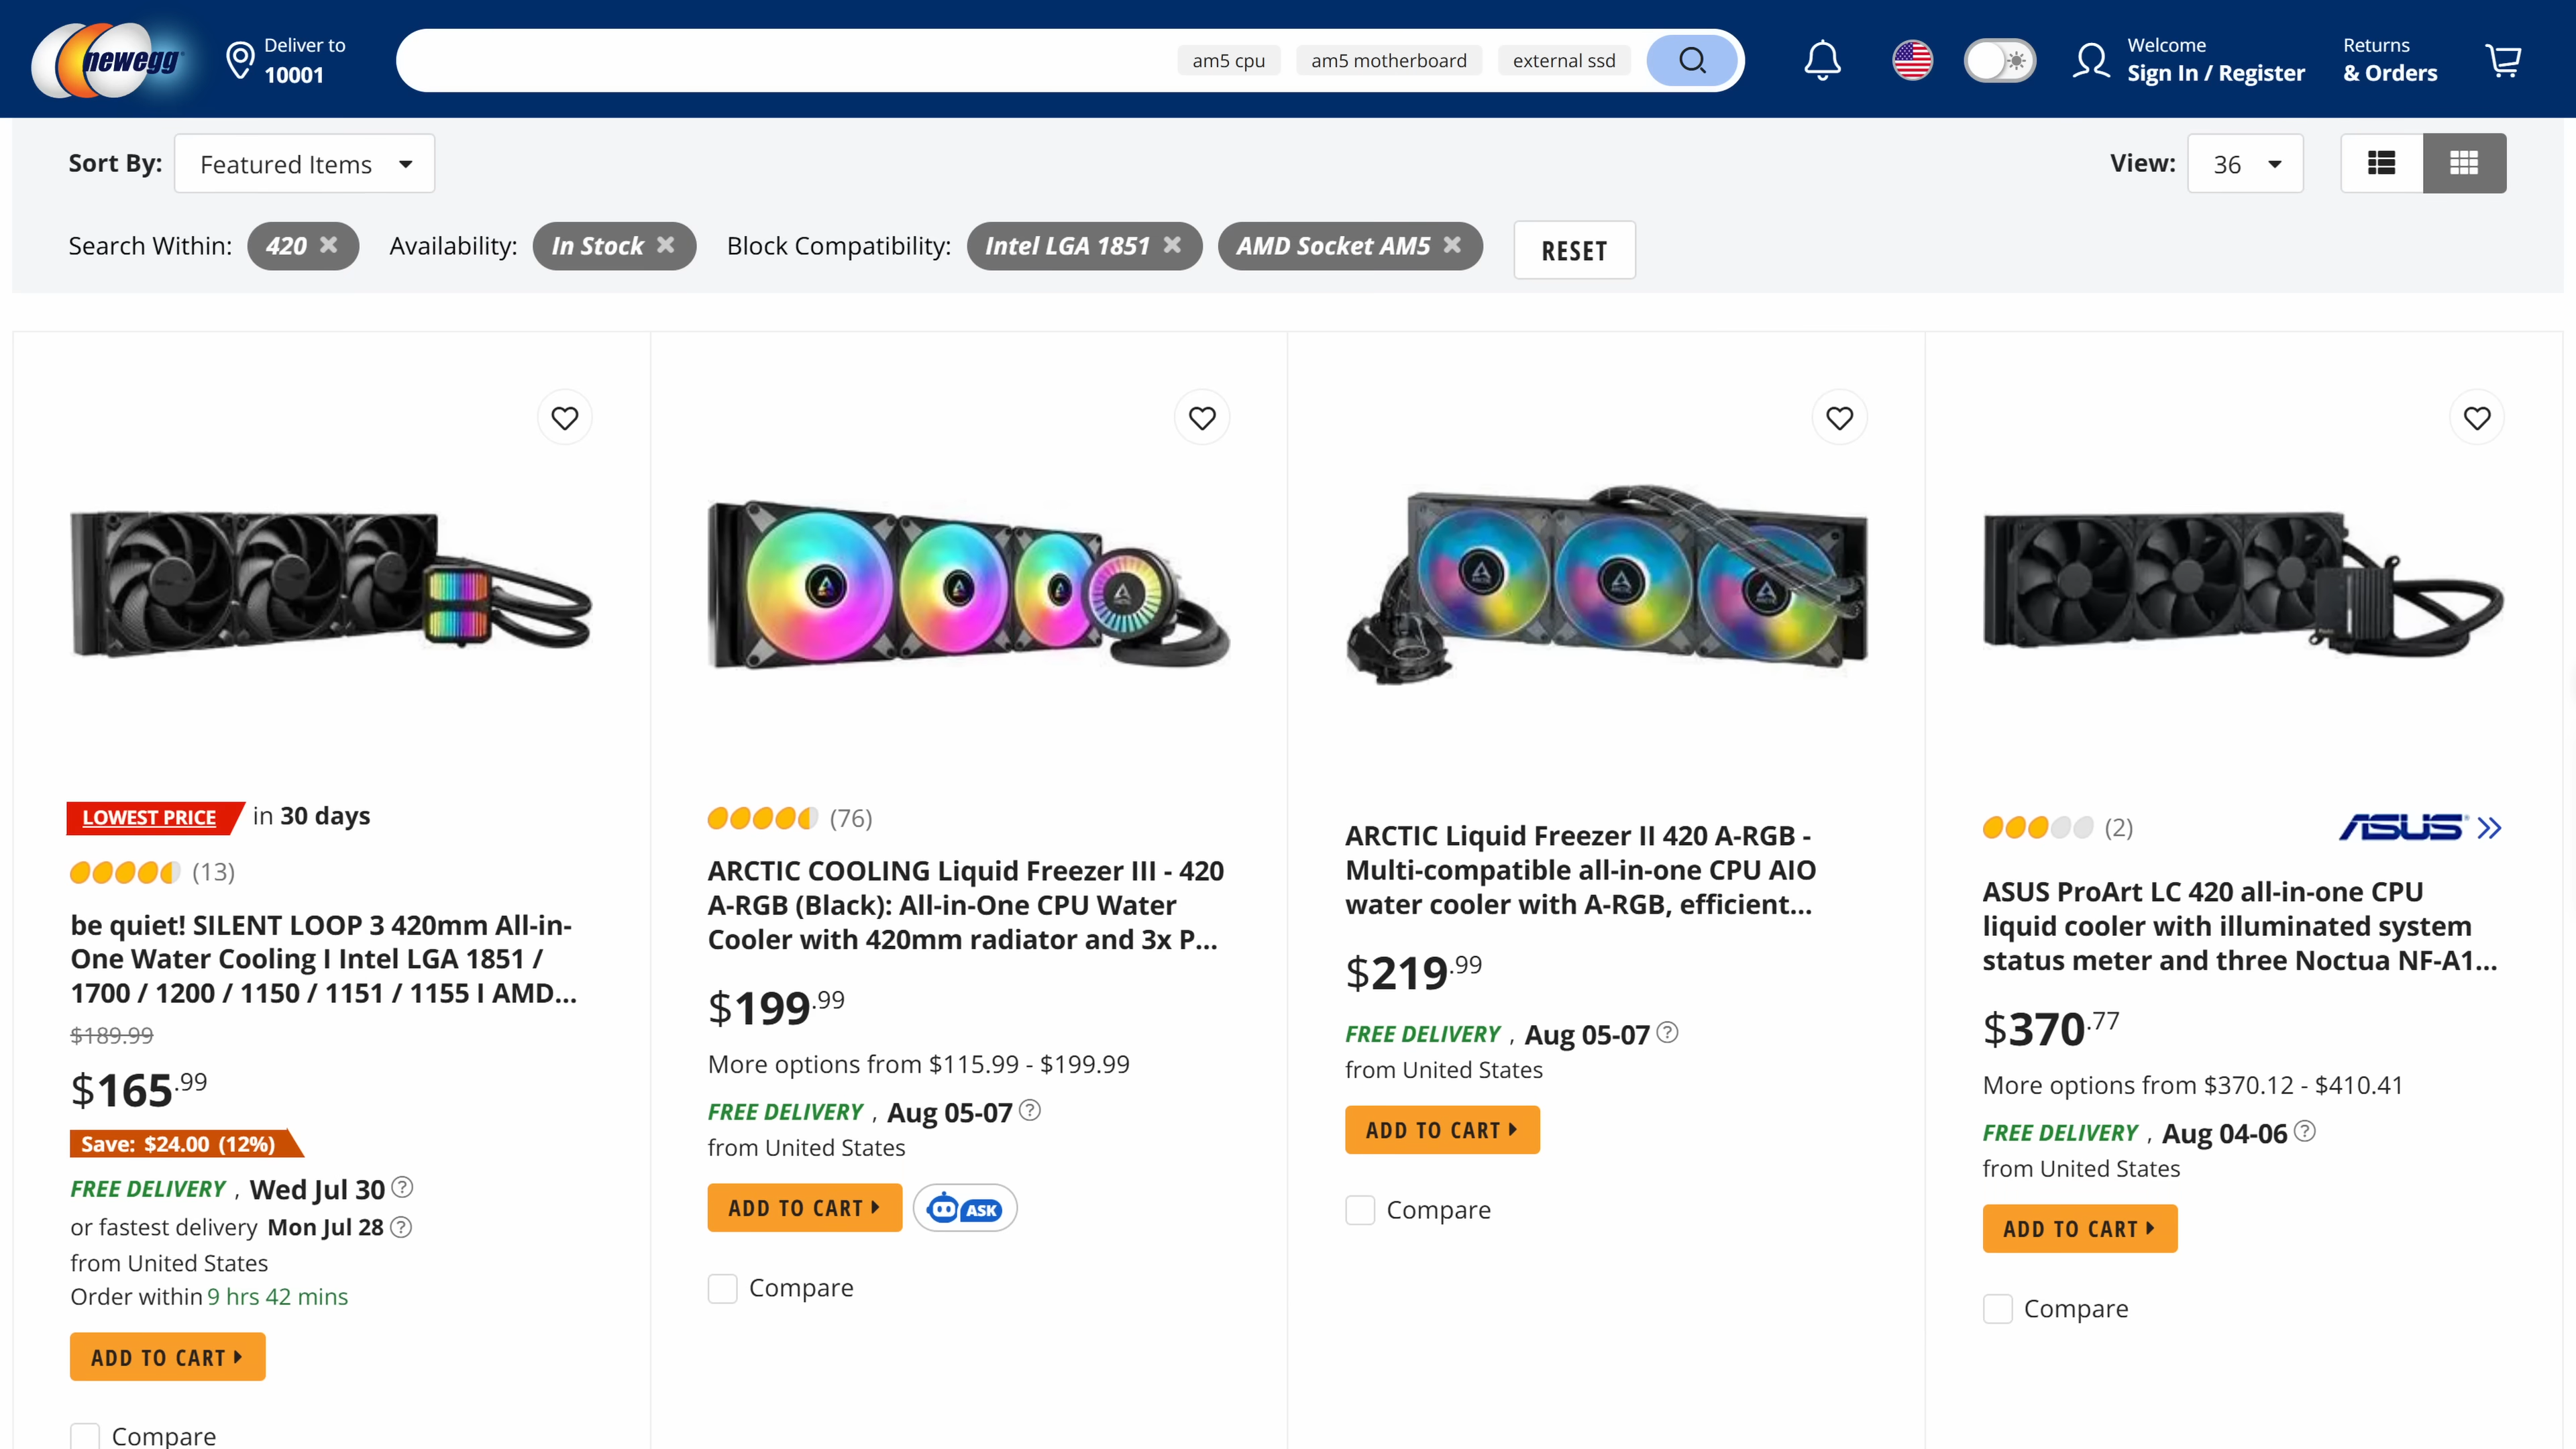 newegg
Deliver to
10001
am5 cpu
am5 motherboard
external ssd
Welcome
Sign In / Register
Returns
& Orders
Sort By: Featured Items
View: 36
Search Within: 420 Availability: In Stock Block Compatibility: Intel LGA 1851 AMD Socket AM5 RESET
LOWEST PRICE in 30 days
(13)
be quiet! SILENT LOOP 3 420mm All-in-
One Water Cooling I Intel LGA 1851 /
1700 / 1200 / 1150 / 1151 / 1155 I AMD...
$189.99
$165.99
Save: $24.00 (12%)
FREE DELIVERY , Wed Jul 30 ?
or fastest delivery Mon Jul 28 ?
from United States
Order within 9 hrs 42 mins
ADD TO CART
Compare
ARCTIC
(76)
ARCTIC COOLING Liquid Freezer III - 420
A-RGB (Black): All-in-One CPU Water
Cooler with 420mm radiator and 3x P...
$199.99
More options from $115.99 - $199.99
FREE DELIVERY , Aug 05-07 ?
from United States
ADD TO CART
ASK
Compare
ARCTIC
ARCTIC
ARCTIC
ARCTIC Liquid Freezer II 420 A-RGB -
Multi-compatible all-in-one CPU AIO
water cooler with A-RGB, efficient...
$219.99
FREE DELIVERY , Aug 05-07 ?
from United States
ADD TO CART
Compare
(2)
ASUS
ASUS ProArt LC 420 all-in-one CPU
liquid cooler with illuminated system
status meter and three Noctua NF-A1...
$370.77
More options from $370.12 - $410.41
FREE DELIVERY , Aug 04-06 ?
from United States
ADD TO CART
Compare